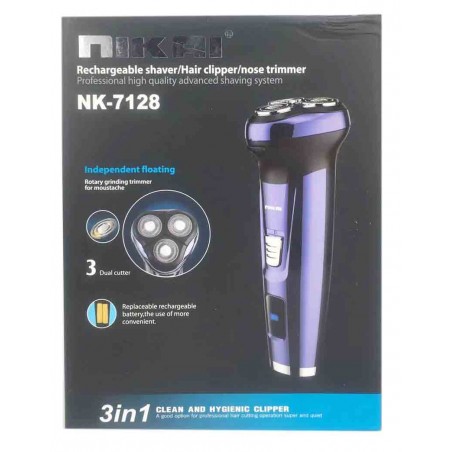 NIKAI
Rechargeable shaver/Hair clipper/nose trimmer
Professional high quality advanced shaving system
NK-7128
Independent floating
Rotary grinding trimmer
for moustache
3 Dual cutter
Replaceable rechargeable
battery,the use of more
convenient.
3in1 CLEAN AND HYGIENIC CLIPPER
A good option for professional hair cutting operation super and quiet